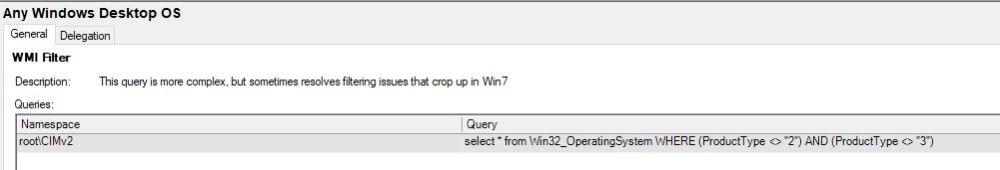 Any Windows Desktop OS
General Delegation
WMI Filter
Description: This query is more complex, but sometimes resolves filtering issues that crop up in Win7
Queries:
Namespace Query
root\CIMv2 select * from Win32_OperatingSystem WHERE (ProductType <> "2") AND (ProductType <> "3")